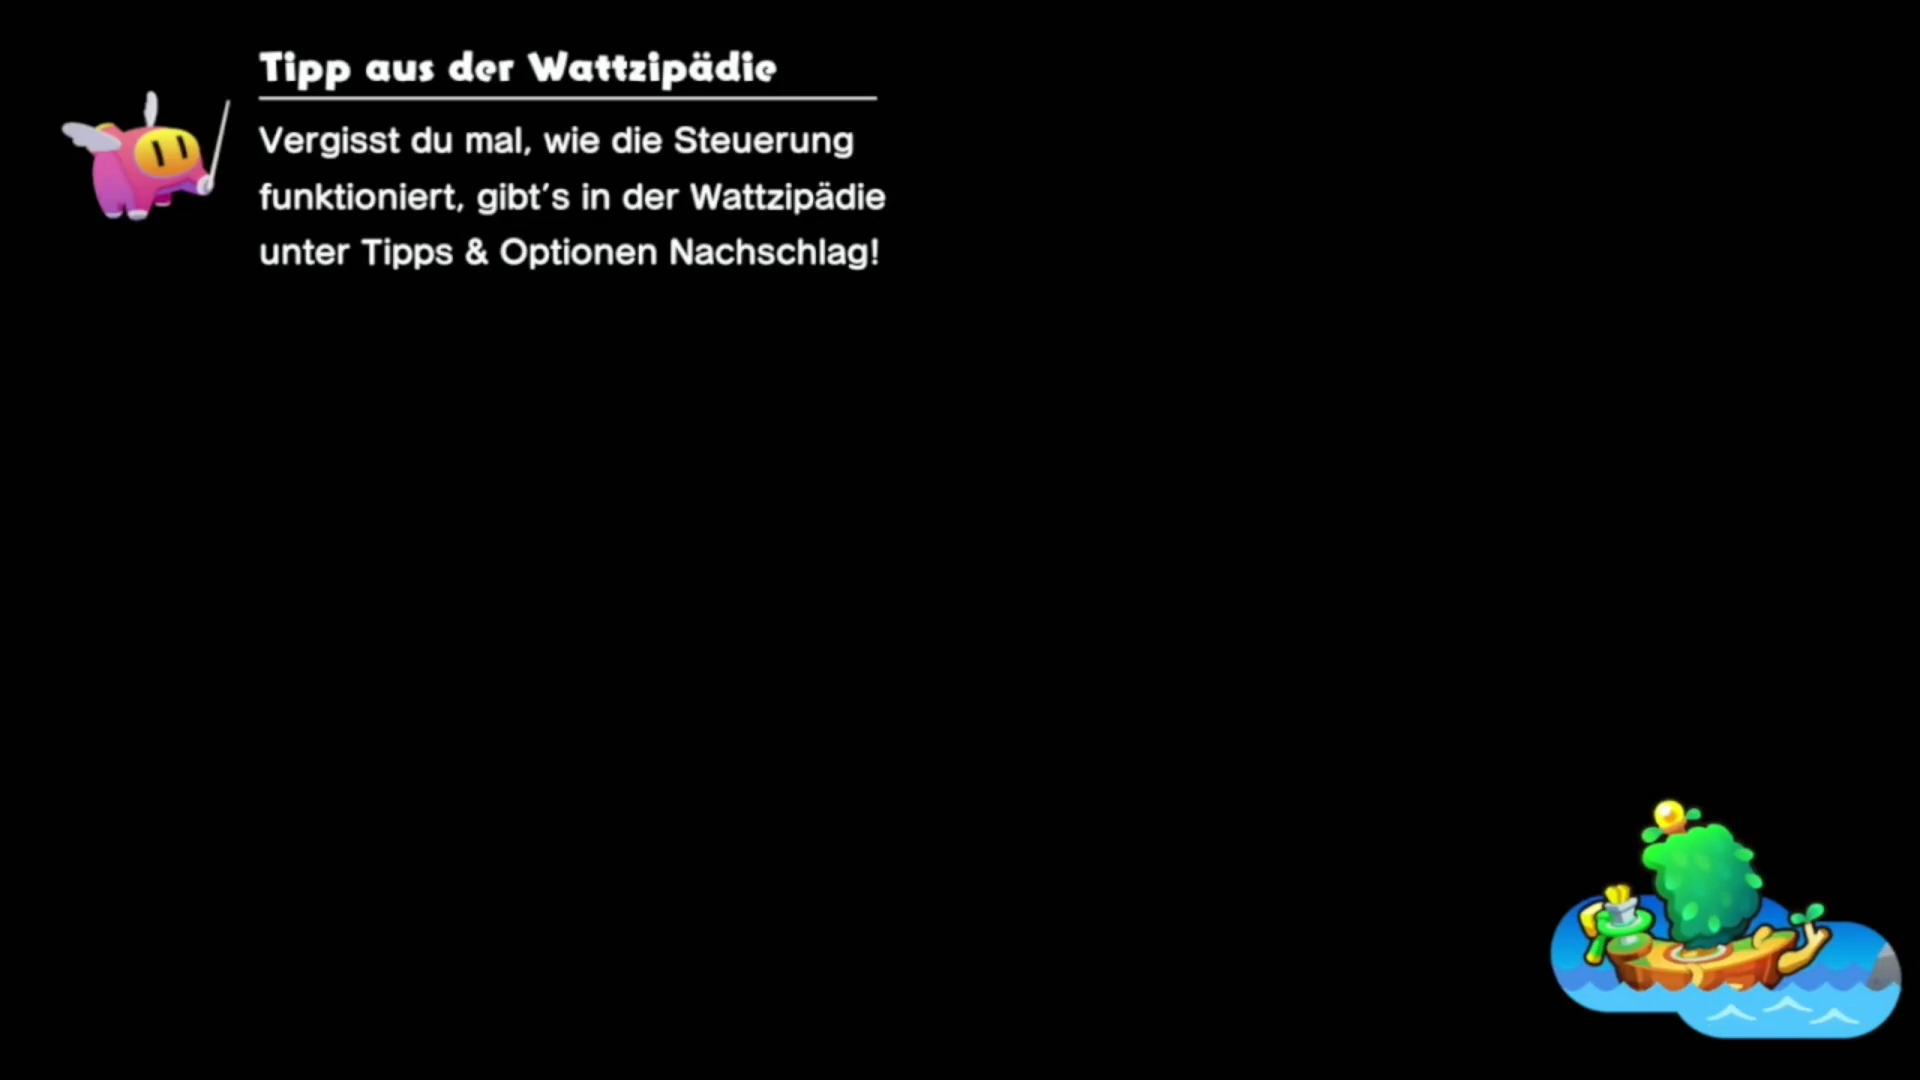 Tipp aus der Wattzipädie
Vergisst du mal, wie die Steuerung
funktioniert, gibt's in der Wattzipädie
unter Tipps & Optionen Nachschlag!